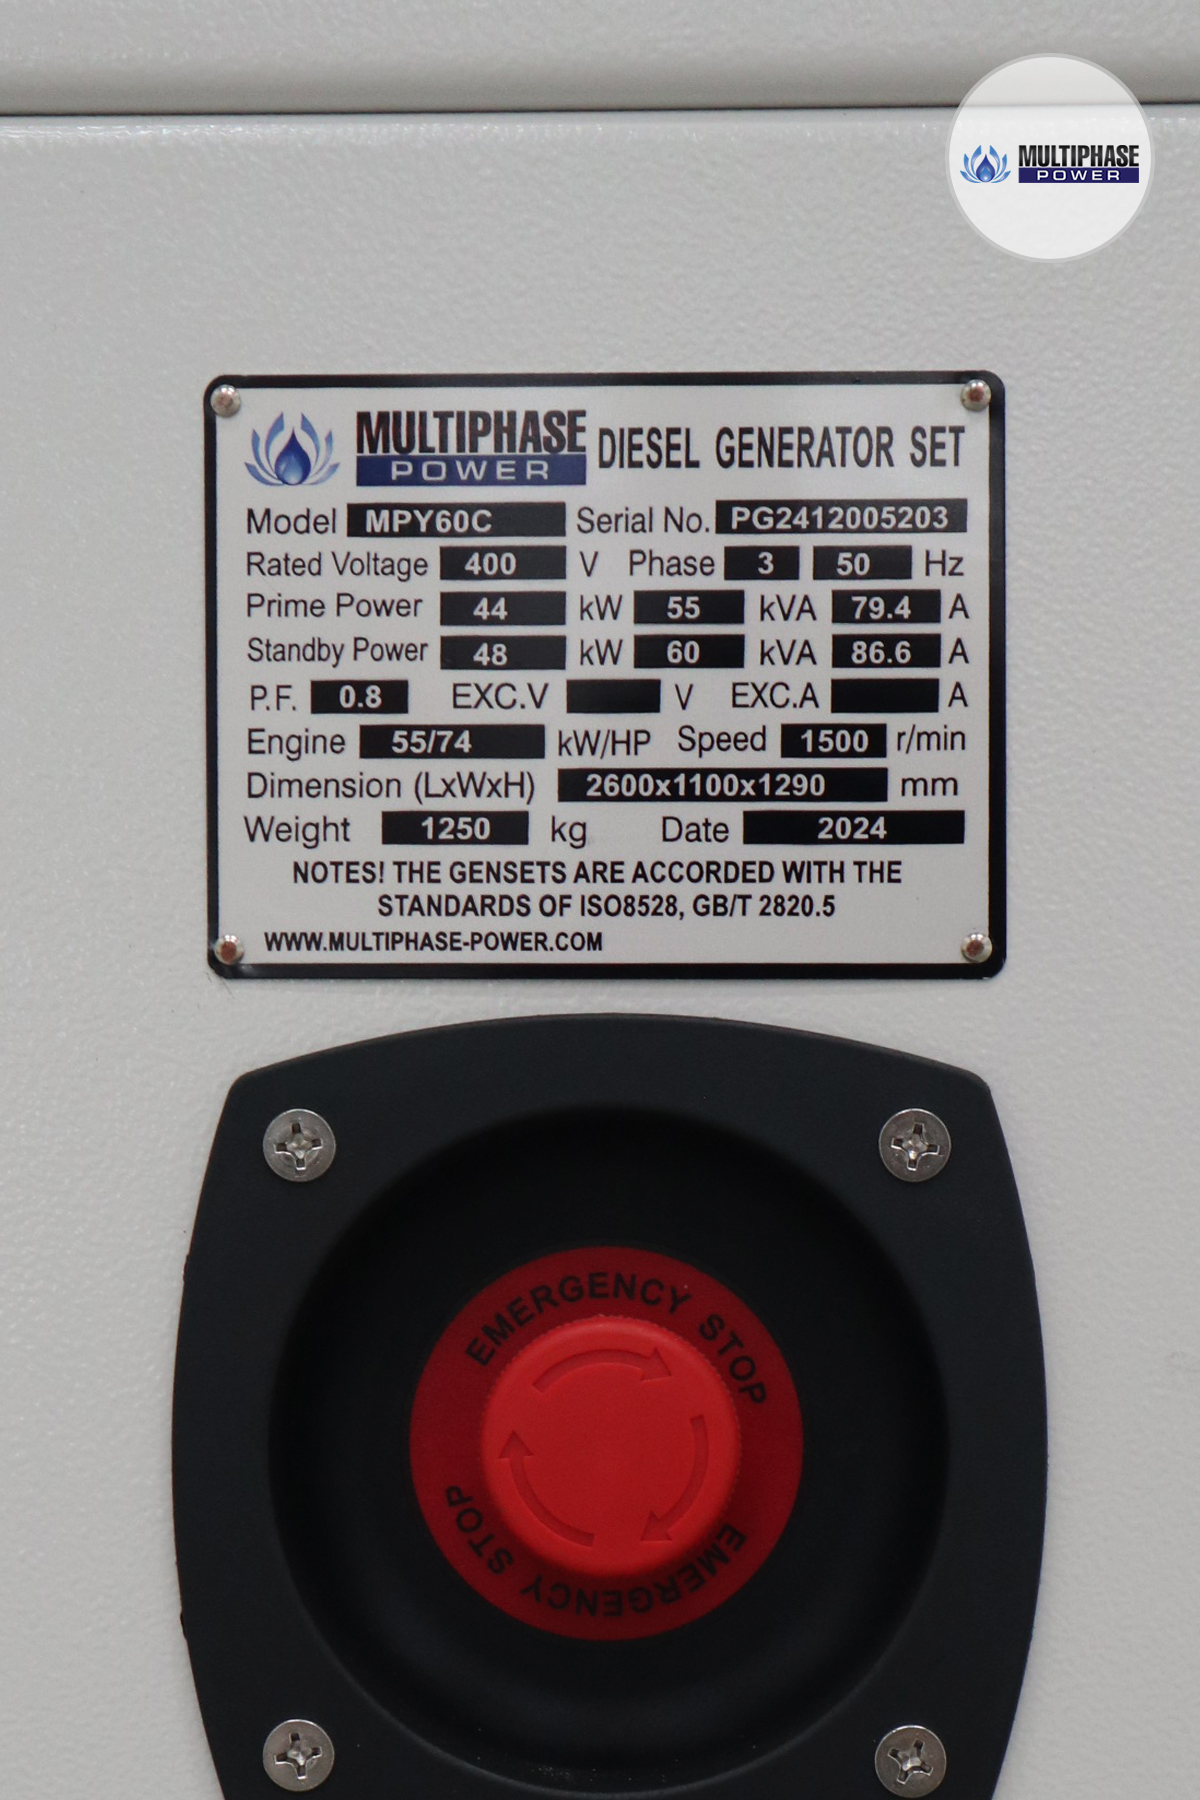 MULTIPHASE
POWER
MULTIPHASE
POWER
DIESEL GENERATOR SET
Model MPY60C Serial No. PG2412005203
Rated Voltage 400 V Phase 3 50 Hz
Prime Power 44 kW 55 kVA 79.4 A
Standby Power 48 kW 60 kVA 86.6 A
P.F. 0.8 EXC.V V EXC.A A
Engine 55/74 kW/HP Speed 1500 r/min
Dimension (LxWxH) 2600x1100x1290 mm
Weight 1250 kg Date 2024
NOTES! THE GENSETS ARE ACCORDED WITH THE
STANDARDS OF ISO8528, GB/T 2820.5
WWW.MULTIPHASE-POWER.COM
EMERGENCY STOP
EMERGENCY STOP